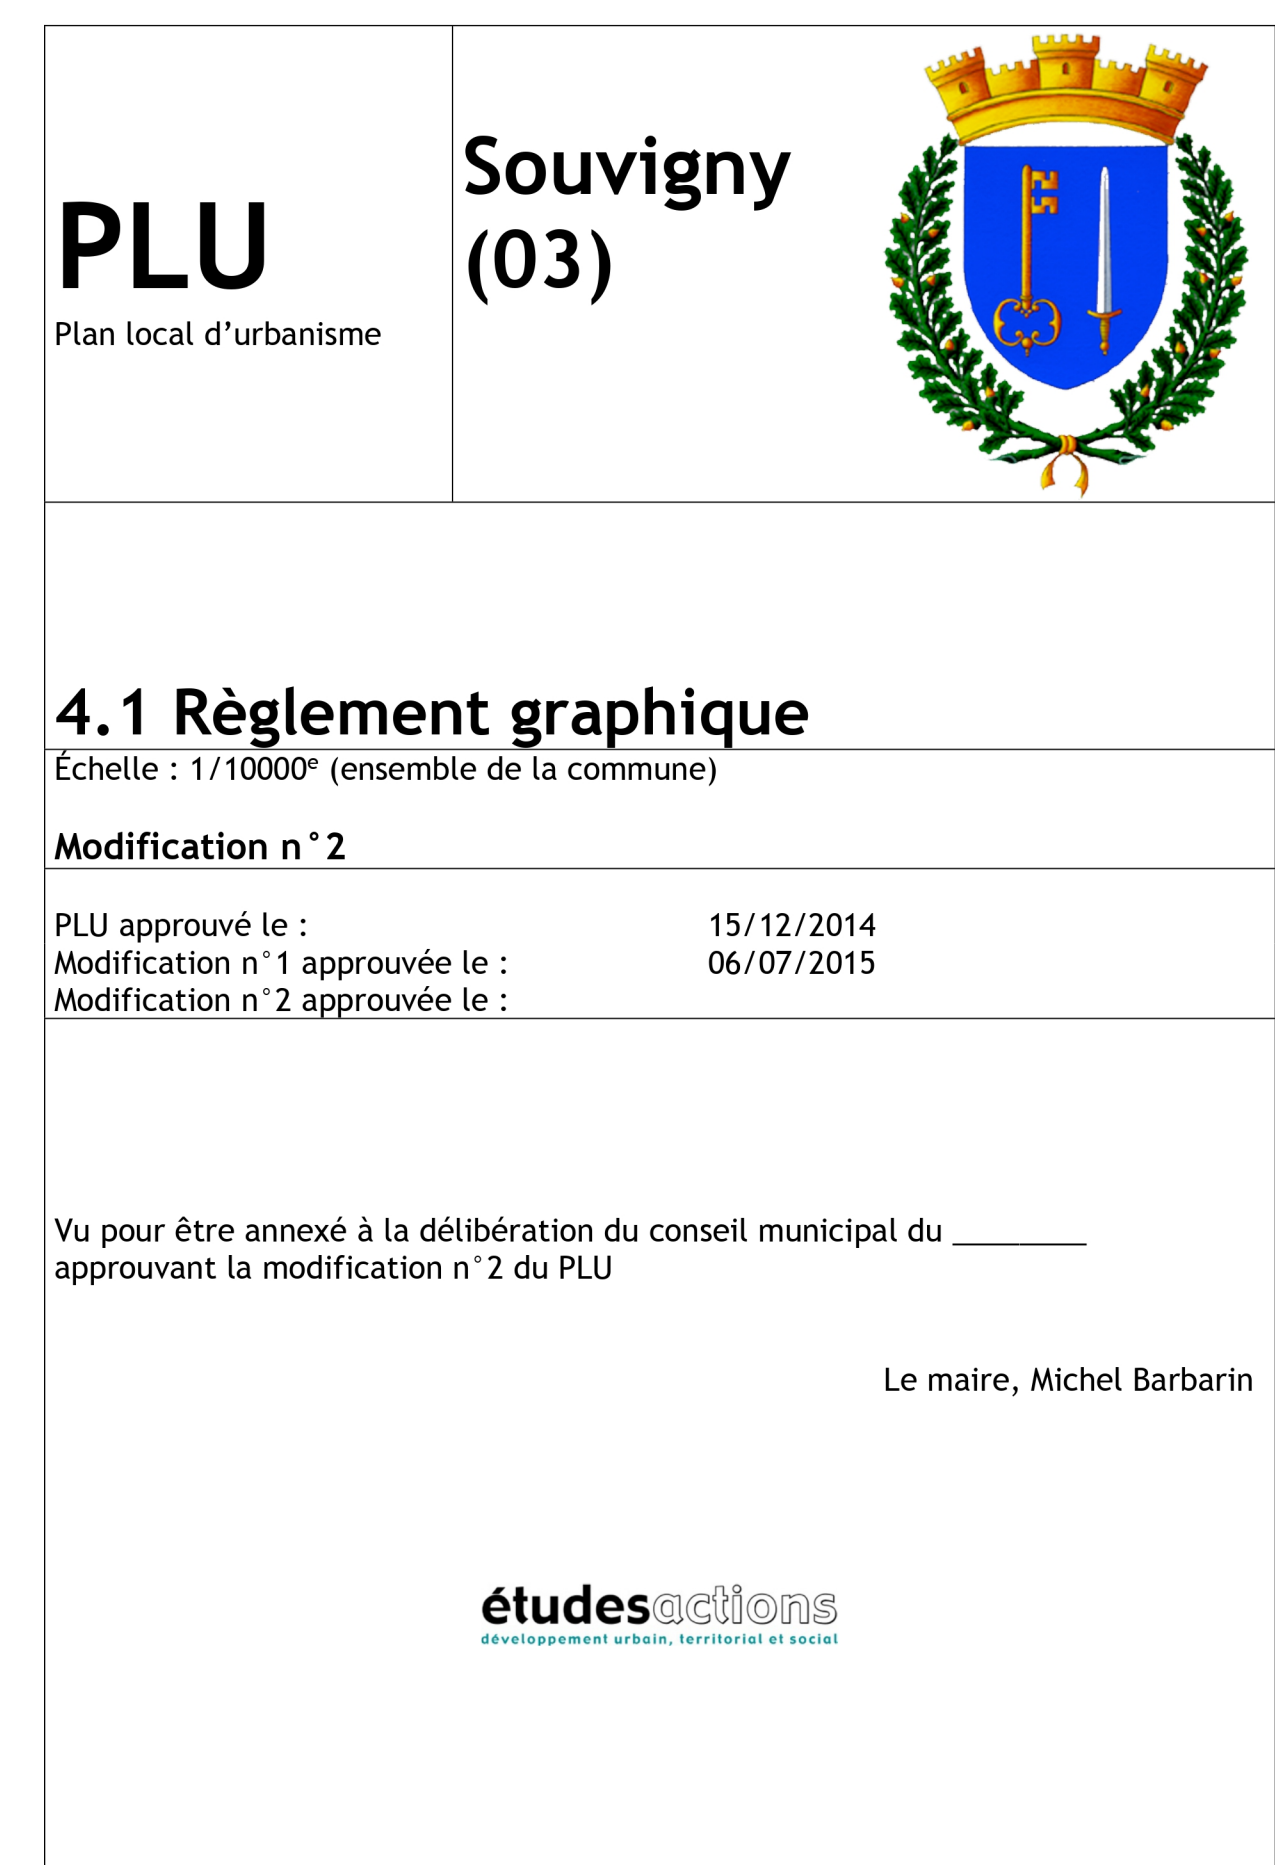 PLU
Plan local d’urbanisme
Souvigny
(03)
4.1 Règlement graphique
Échelle : 1/10000e (ensemble de la commune)
Modification n°2
PLU approuvé le : 15/12/2014
Modification n°1 approuvée le : 06/07/2015
Modification n°2 approuvée le :
Vu pour être annexé à la délibération du conseil municipal du ________
approuvant la modification n°2 du PLU
Le maire, Michel Barbarin
étudesactions
développement urbain, territorial et social